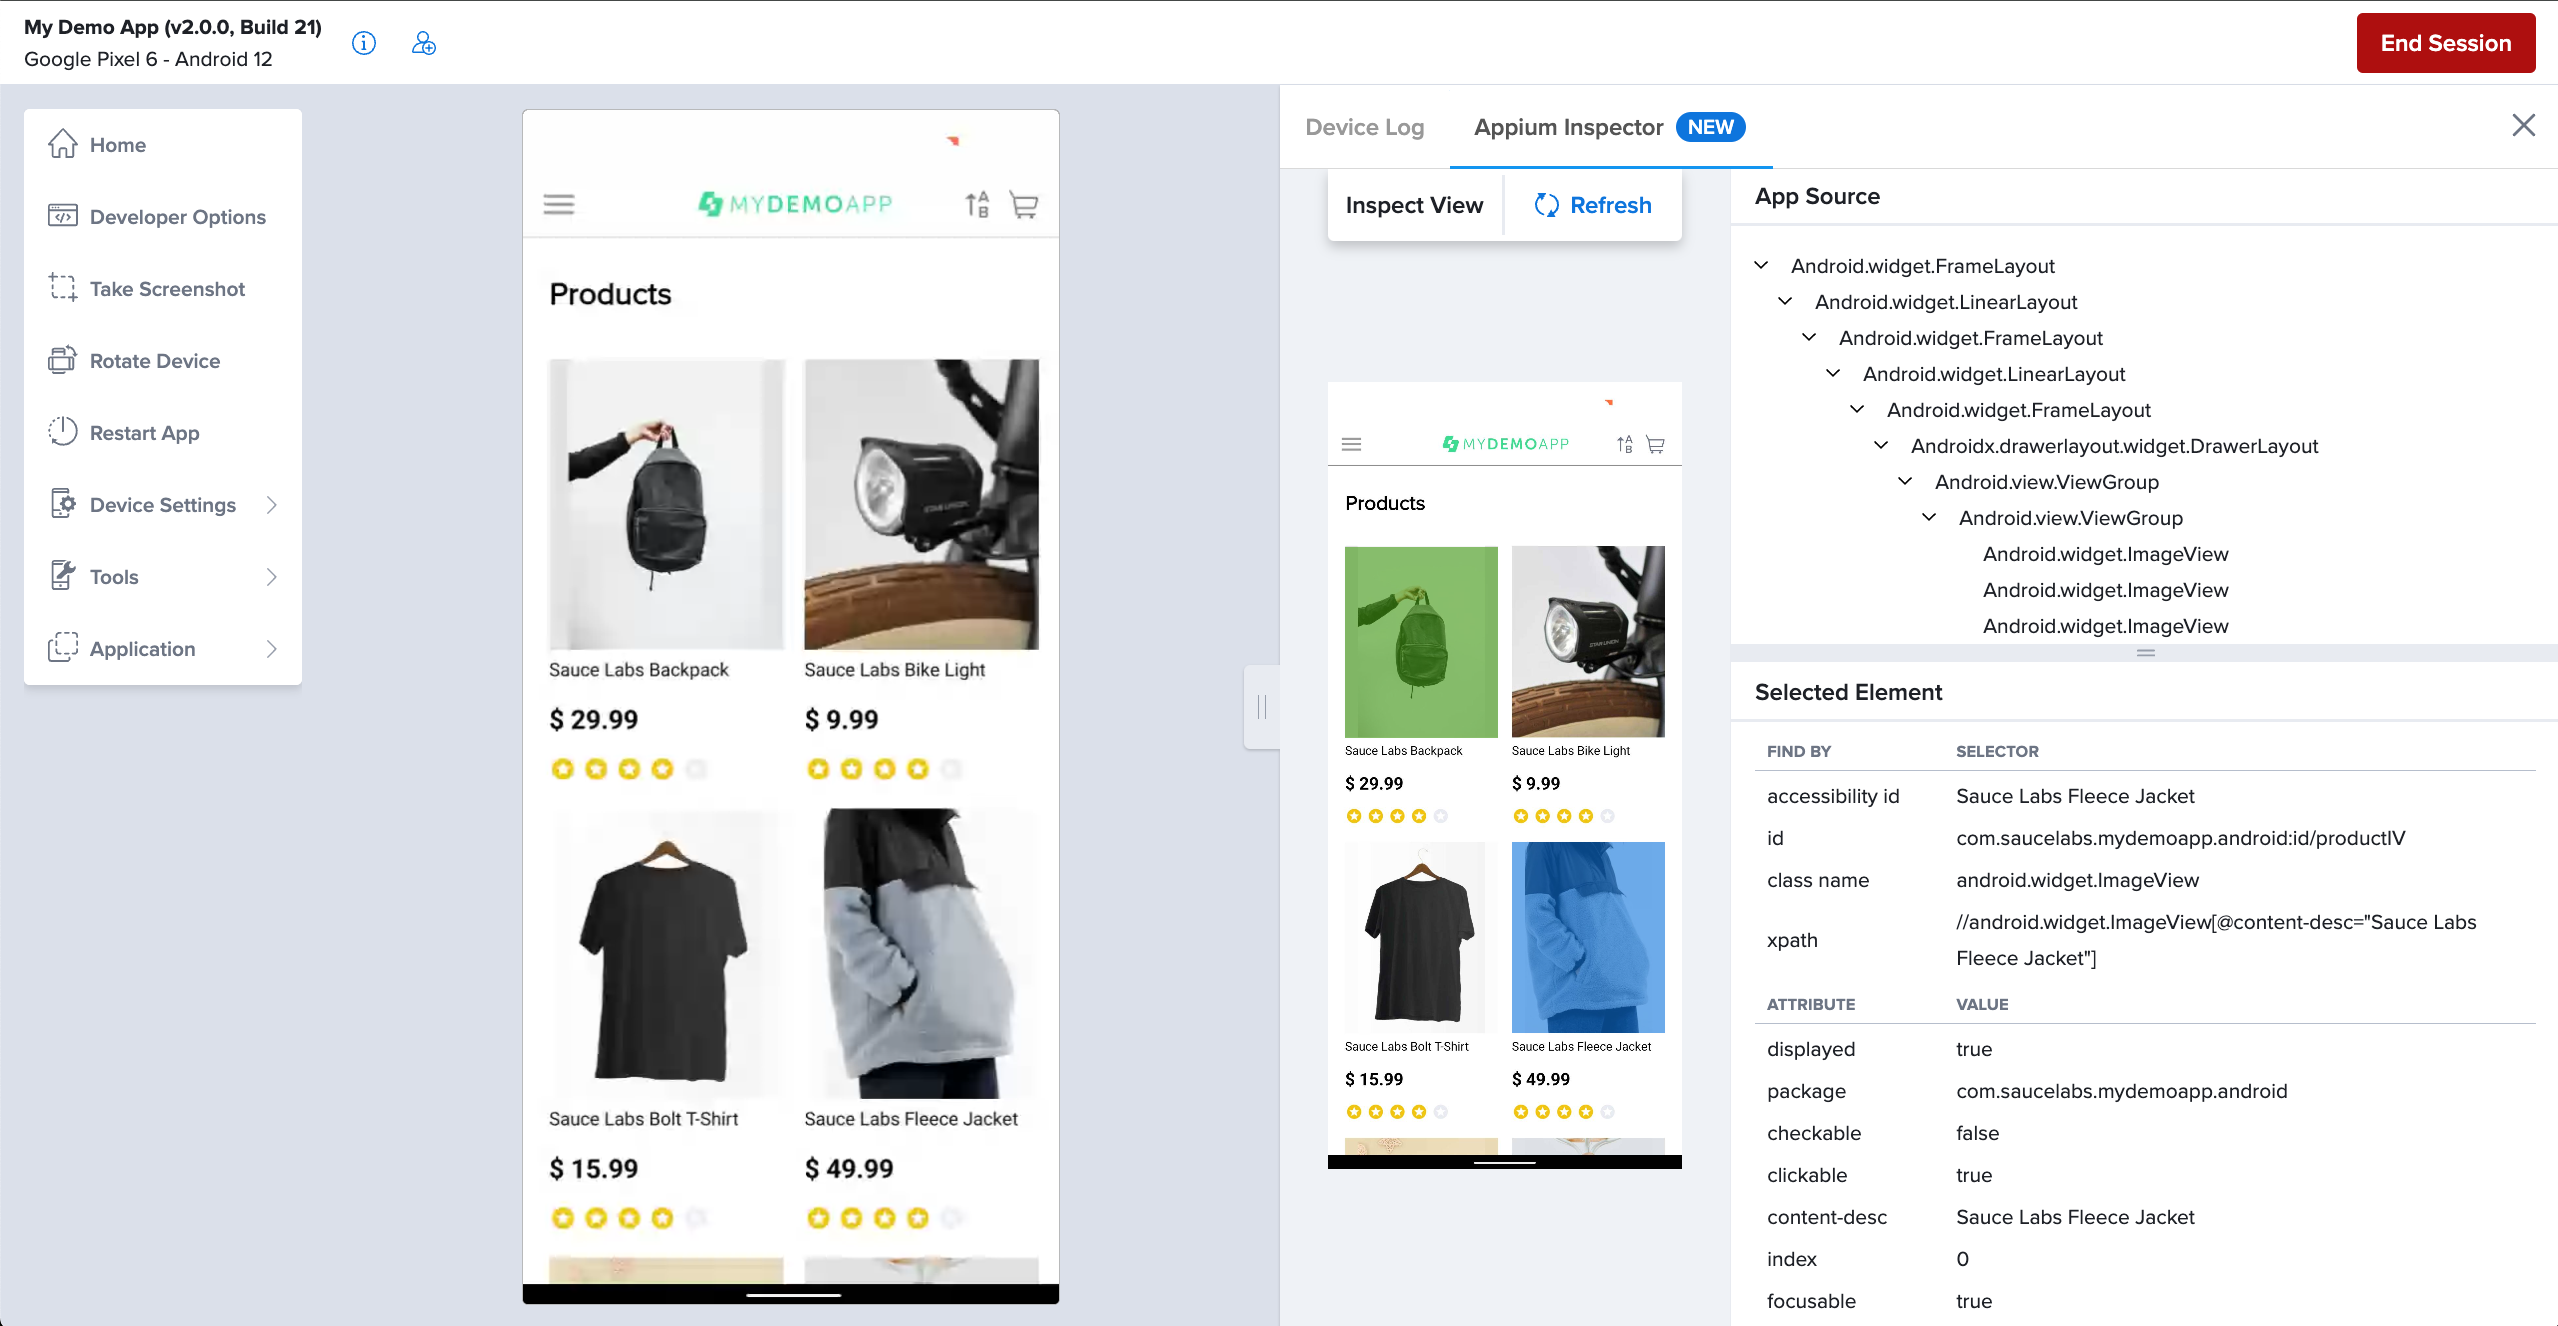 My Demo App (v2.0.0, Build 21)
Google Pixel 6 - Android 12
End Session
Home
Developer Options
Take Screenshot
Rotate Device
Restart App
Device Settings
Tools
Application
MYDEMOAPP
A
B
Products
Sauce Labs Backpack
Sauce Labs Bike Light
$ 29.99
$ 9.99
Sauce Labs Bolt T-Shirt
Sauce Labs Fleece Jacket
$ 15.99
$ 49.99
Device Log
Appium Inspector
NEW
Inspect View
Refresh
MYDEMOAPP
A
B
Products
STAR UNION
Sauce Labs Backpack
Sauce Labs Bike Light
$ 29.99
$ 9.99
Sauce Labs Bolt T-Shirt
Sauce Labs Fleece Jacket
$ 15.99
$ 49.99
App Source
Android.widget.FrameLayout
Android.widget.LinearLayout
Android.widget.FrameLayout
Android.widget.LinearLayout
Android.widget.FrameLayout
Androidx.drawerlayout.widget.DrawerLayout
Android.view.ViewGroup
Android.view.ViewGroup
Android.widget.ImageView
Android.widget.ImageView
Android.widget.ImageView
Selected Element
FIND BY SELECTOR
accessibility id Sauce Labs Fleece Jacket
id com.saucelabs.mydemoapp.android:id/productIV
class name android.widget.ImageView
xpath //android.widget.ImageView[@content-desc="Sauce Labs
Fleece Jacket"]
ATTRIBUTE VALUE
displayed true
package com.saucelabs.mydemoapp.android
checkable false
clickable true
content-desc Sauce Labs Fleece Jacket
index 0
focusable true